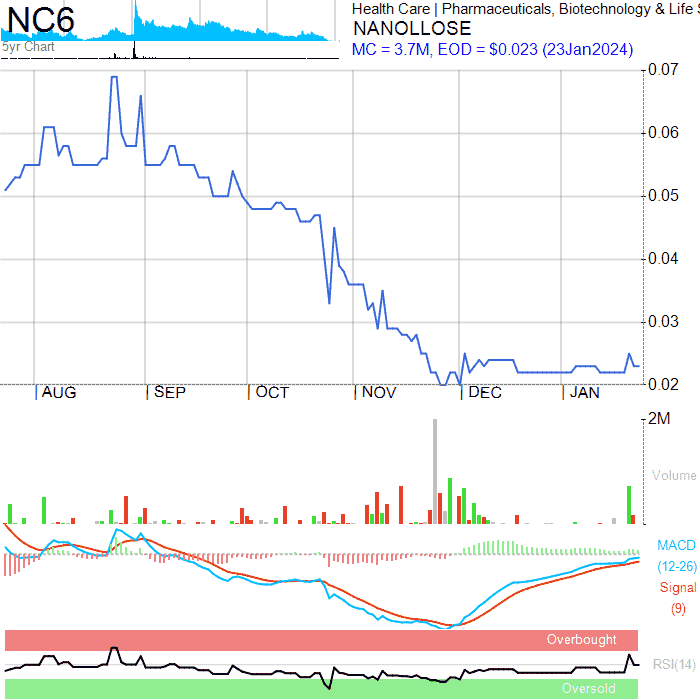 NC6
5yr Chart
Health Care | Pharmaceuticals, Biotechnology & Life S
NANOLLOSE
MC = 3.7M, EOD = $0.023 (23Jan2024)
0.07
0.06
0.05
0.04
0.03
0.02
AUG
SEP
OCT
NOV
DEC
JAN
2M
Volume
MACD
(12-26)
Signal
(9)
Overbought
RSI(14)
Oversold